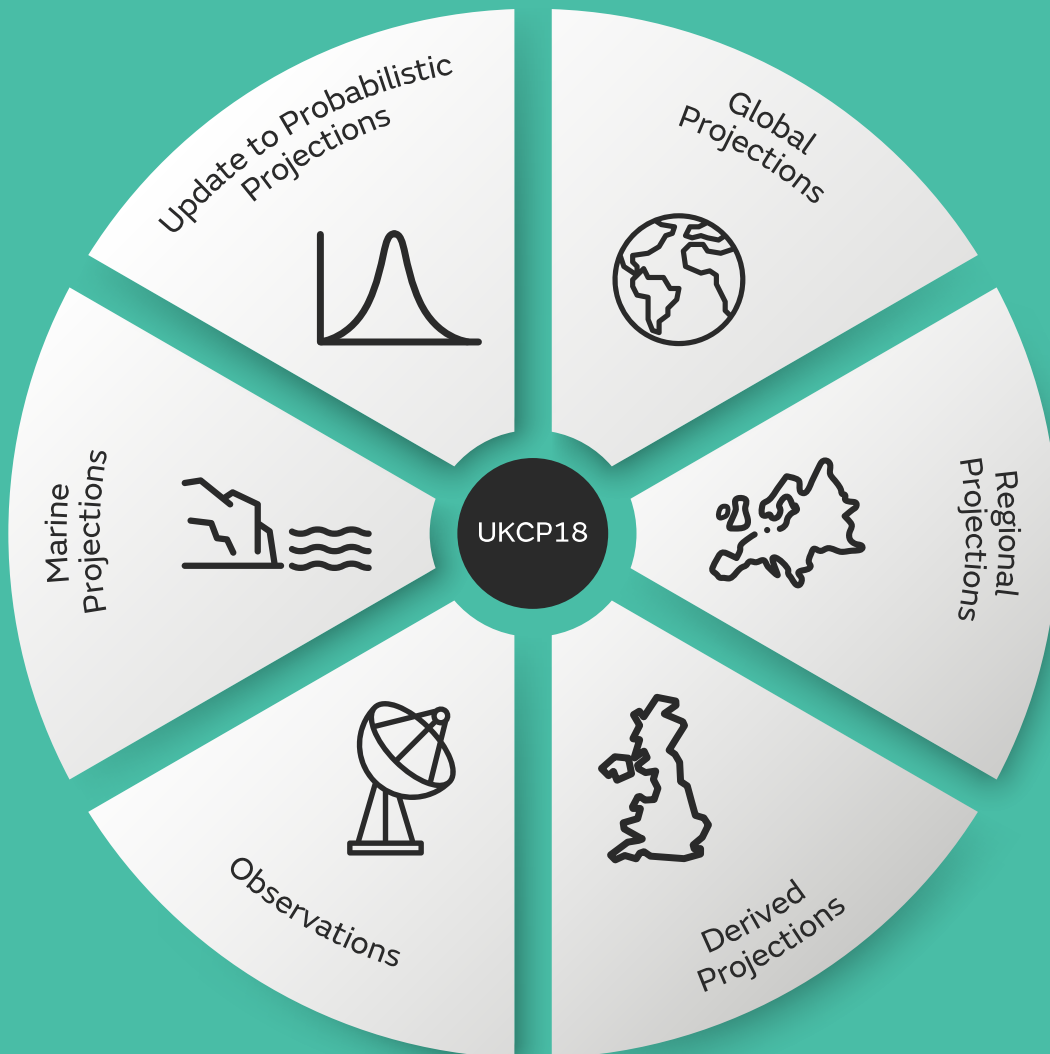 Update to Probabilistic
Projections
Global
Projections
Marine
Projections
UKCP18
Regional
Projections
Observations
Derived
Projections